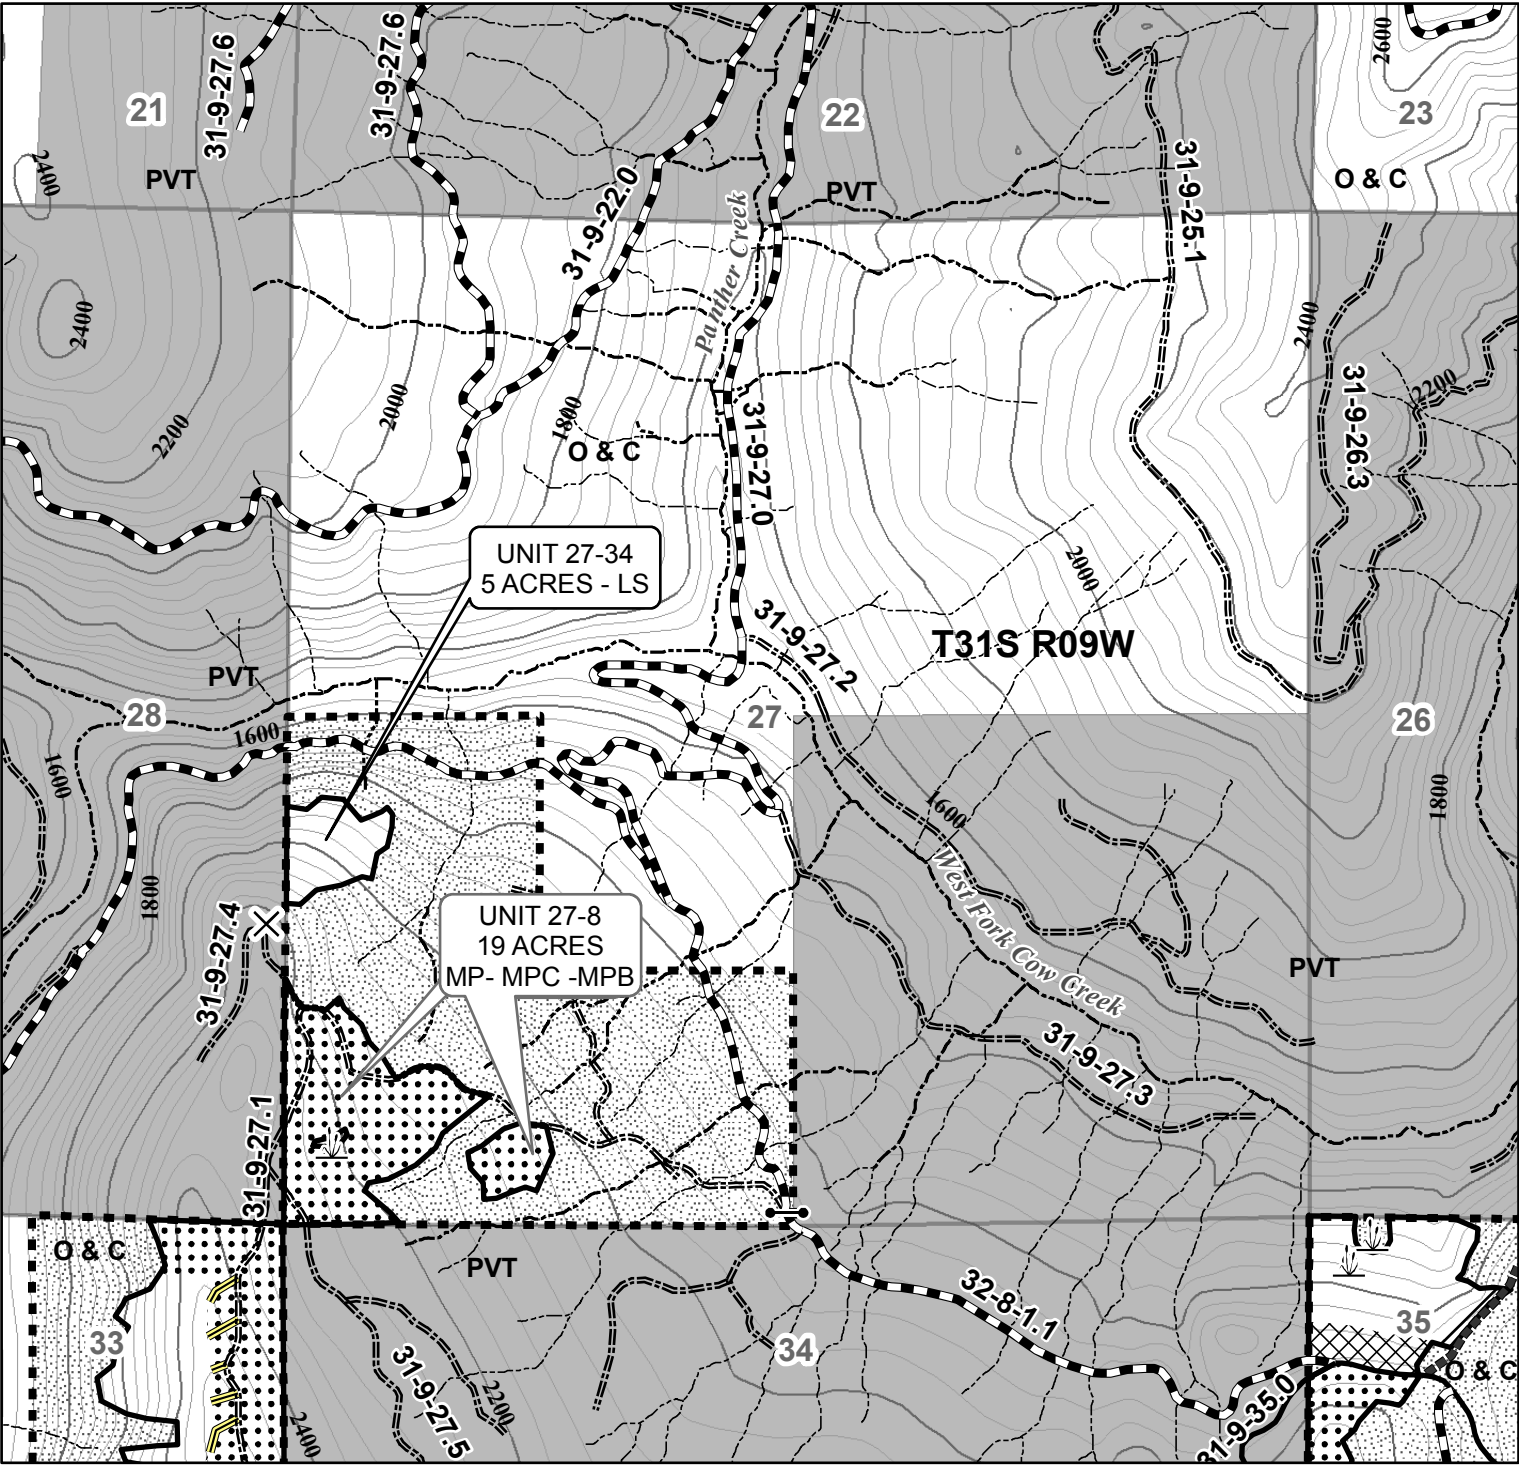 31-9-27.6
31-9-27.6
2600
21
22
23
2400
PVT
31-9-22.0
Panther Creek
PVT
31-9-25.1
O & C
2400
2400
2200
2000
1800
O & C
31-9-27.0
31-9-26.3
2200
UNIT 27-34
5 ACRES - LS
2000
31-9-27.2
T31S R09W
PVT
28
27
26
1600
1600
1800
1600
West Fork Cow Creek
1800
31-9-27.4
UNIT 27-8
19 ACRES
MP- MPC -MPB
PVT
31-9-27.3
31-9-27.1
O & C
PVT
32-8-1.1
33
34
35
31-9-27.5
2200
2400
31-9-35.0
O & C